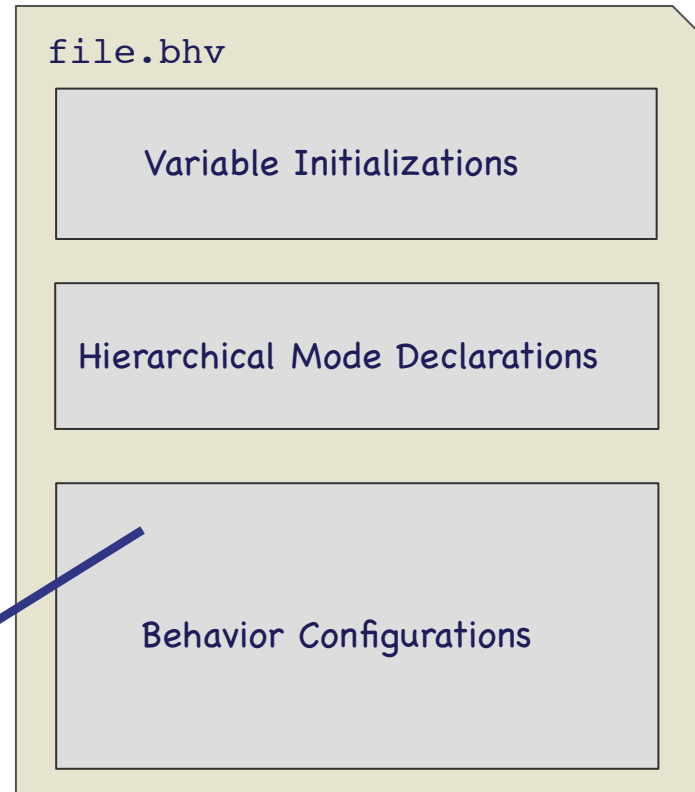 file.bhv
Variable Initializations
Hierarchical Mode Declarations
Behavior Configurations